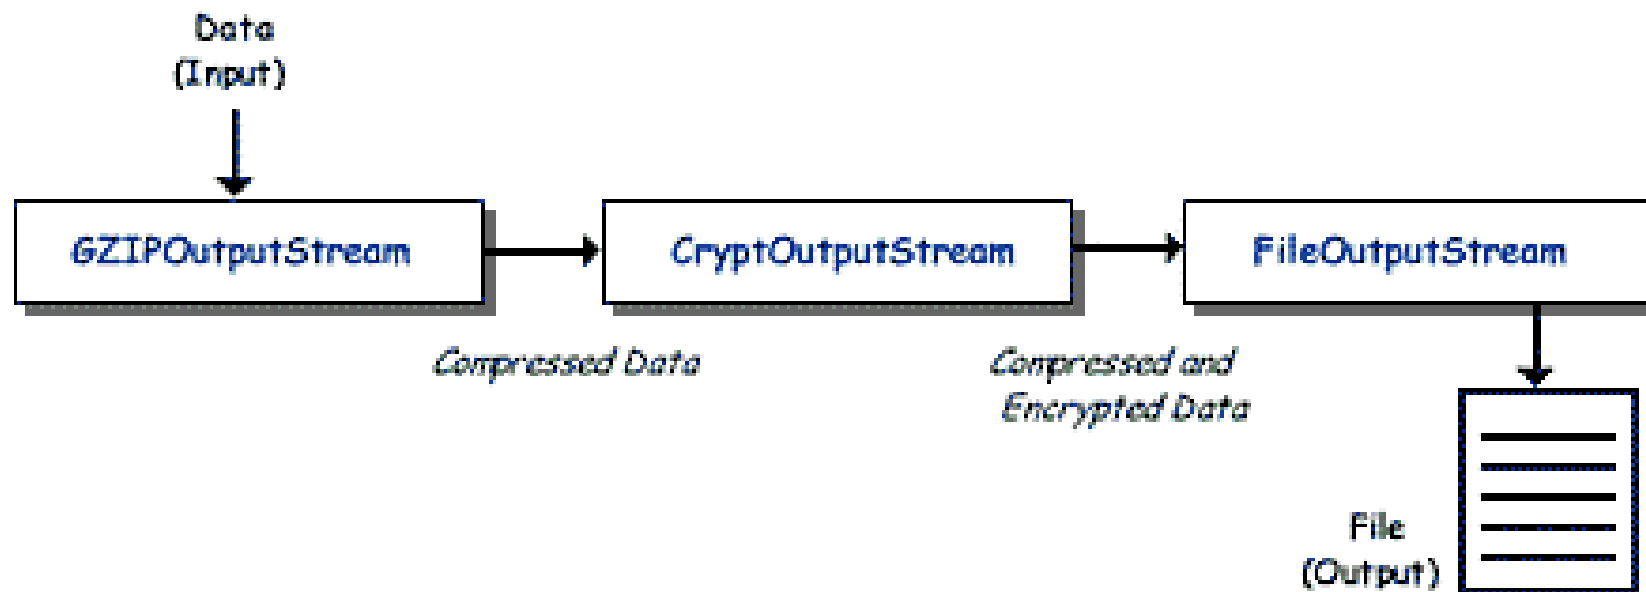 Data
(Input)
GZIPOutputStream
CryptOutputStream
FileOutputStream
Compressed Data
Compressed and
Encrypted Data
File
(Output)